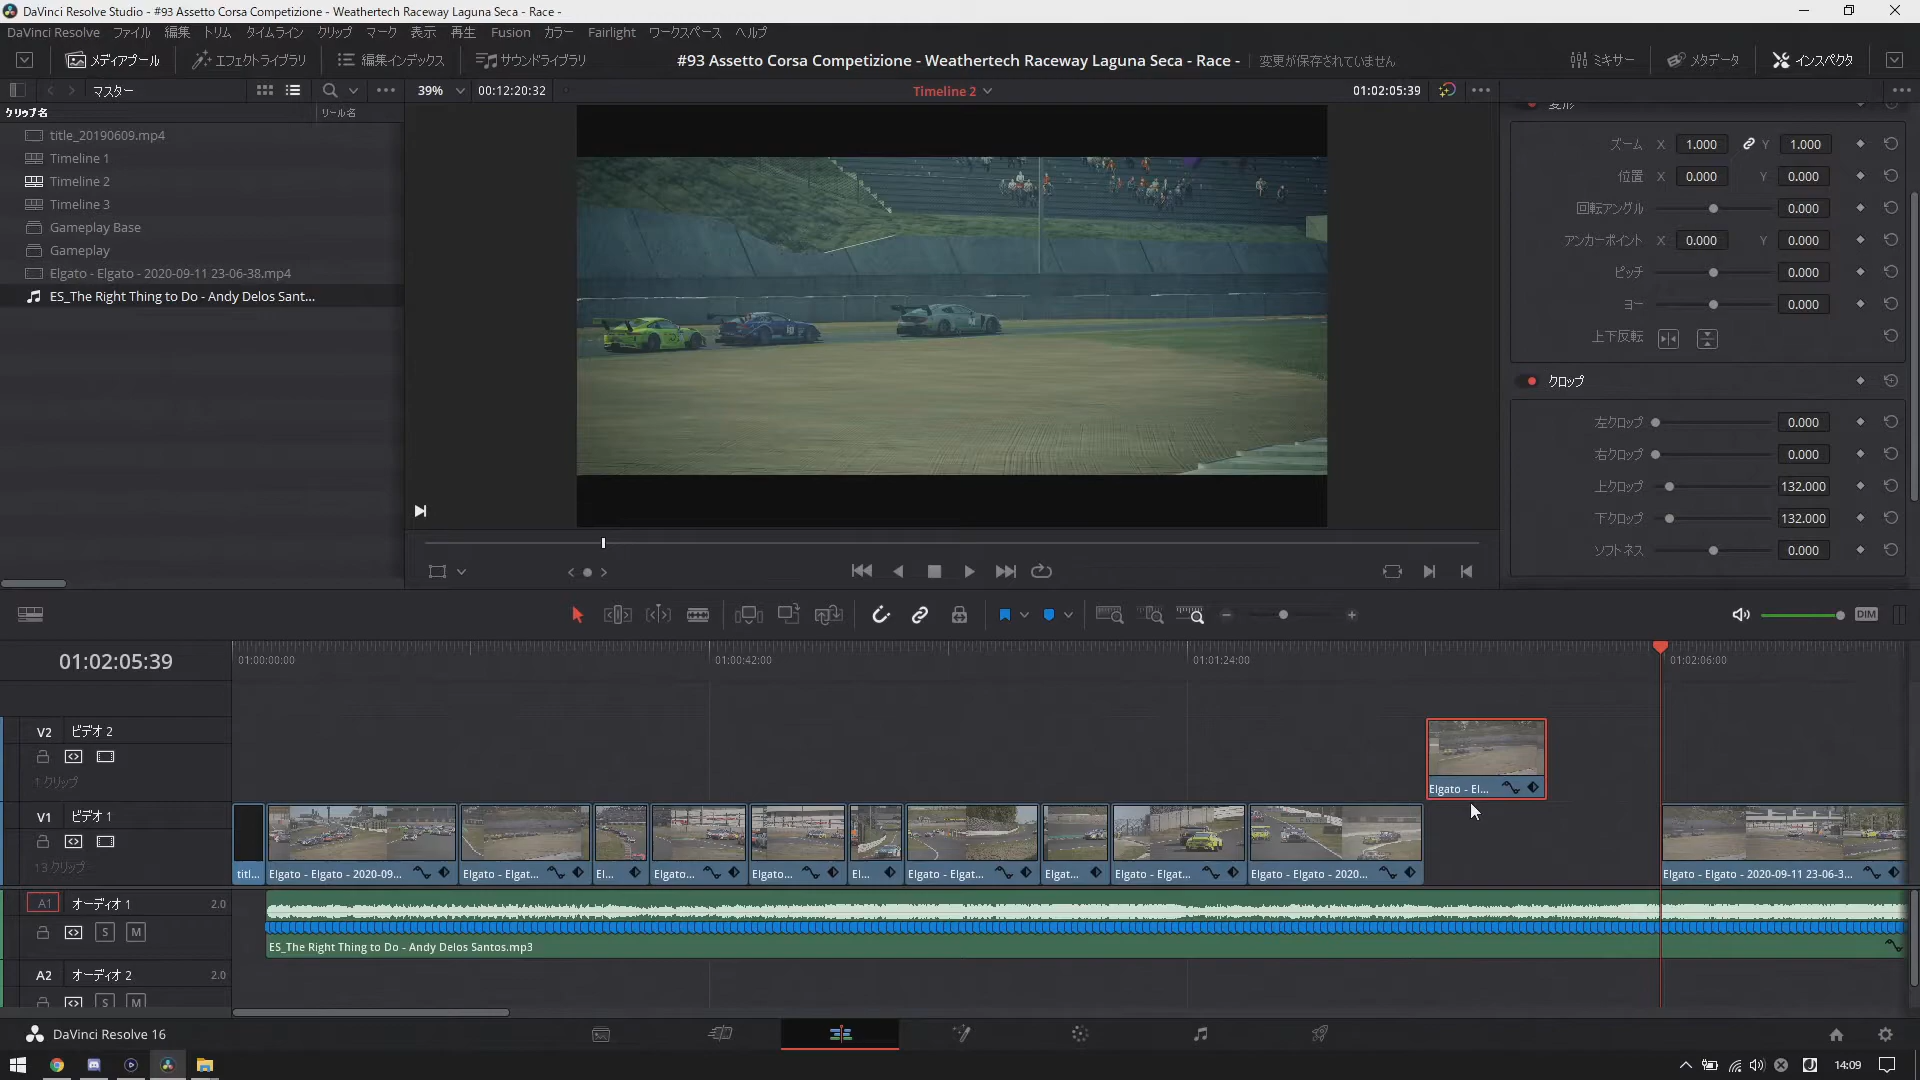 DaVinci Resolve Studio - #93 Assetto Corsa Competizione - Weathertech Raceway Laguna Seca - Race -
DaVinci Resolve ファイル 編集 トリム タイムライン クリップ マーク 表示 再生 Fusion カラー Fairlight ワークスペース ヘルプ
メディアプール エフェクトライブラリ 編集インデックス サウンドライブラリ #93 Assetto Corsa Competizione - Weathertech Raceway Laguna Seca - Race - 変更が保存されていません ミキサー メタデータ インスペクタ
マスター 39% 00:12:20:32 Timeline 2 01:02:05:39
クリップ名 リール名
title_20190609.mp4
Timeline 1
Timeline 2
Timeline 3
Gameplay Base
Gameplay
Elgato - Elgato - 2020-09-11 23-06-38.mp4
ES_The Right Thing to Do - Andy Delos Sant...
変形
ズーム X 1.000 Y 1.000
位置 X 0.000 Y 0.000
回転アングル 0.000
アンカーポイント X 0.000 Y 0.000
ピッチ 0.000
ヨー 0.000
上下反転
クロップ
左クロップ 0.000
右クロップ 0.000
上クロップ 132.000
下クロップ 132.000
ソフトネス 0.000
DIM
01:02:05:39
01:00:00:00 01:00:42:00 01:01:24:00 01:02:06:00
V2 ビデオ 2
1 クリップ
Elgato - El...
V1 ビデオ 1
13 クリップ
titl... Elgato - Elgato - 2020-09... Elgato - Elgat... El... Elgato... Elgato... El... Elgato - Elgat... Elgat... Elgato - Elgat... Elgato - Elgato - 2020... Elgato - Elgato - 2020-09-11 23-06-3...
A1 オーディオ 1 2.0
S M
ES_The Right Thing to Do - Andy Delos Santos.mp3
A2 オーディオ 2 2.0
S M
DaVinci Resolve 16
14:09